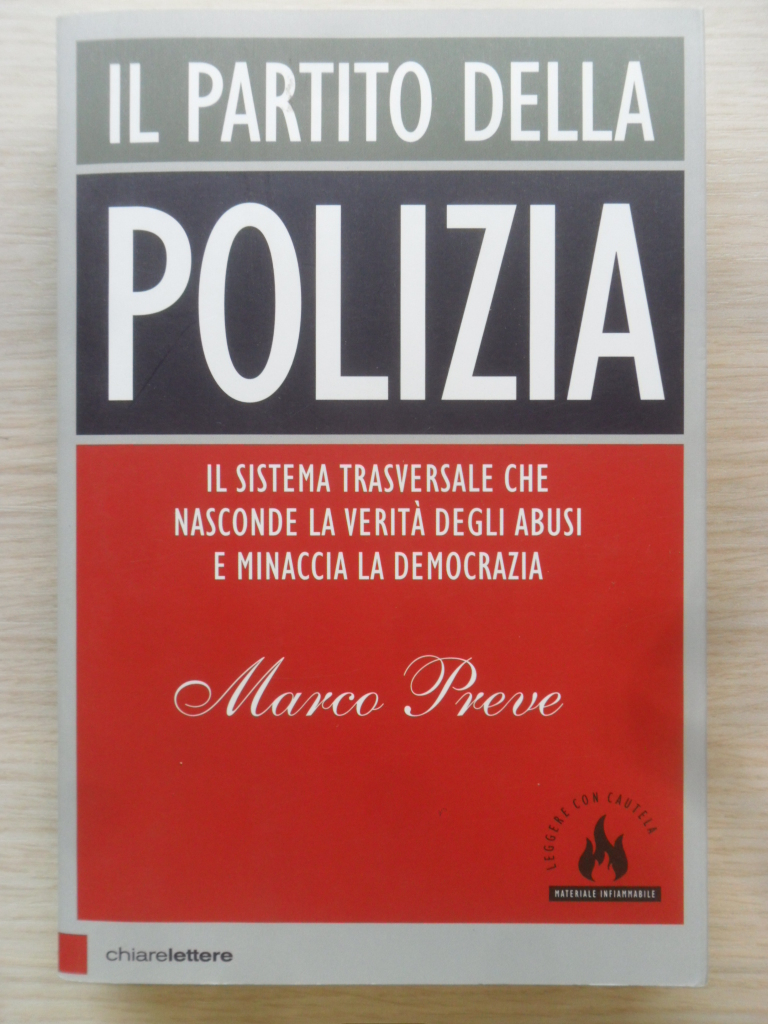 IL PARTITO DELLA
POLIZIA
IL SISTEMA TRASVERSALE CHE
NASCONDE LA VERITÀ DEGLI ABUSI
E MINACCIA LA DEMOCRAZIA
Marco Preve
LEGGERE CON CAUTELA
MATERIALE INFIAMMABILE
chiarelettere